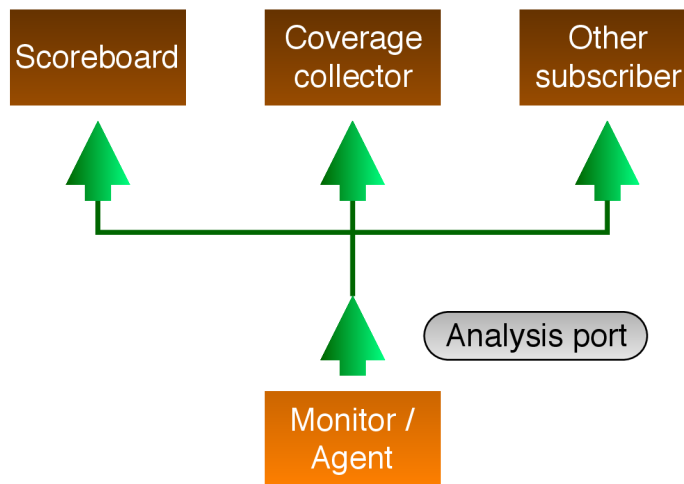 Scoreboard
Coverage
collector
Other
subscriber
Analysis port
Monitor /
Agent